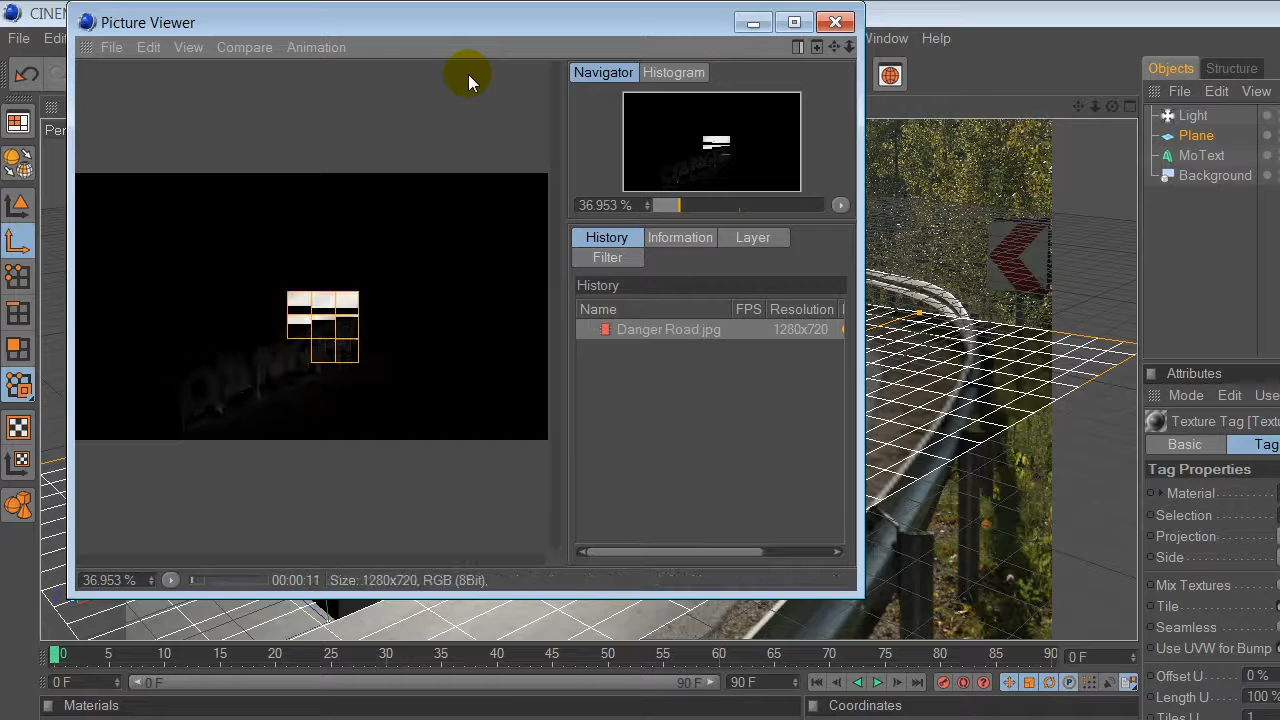 CINEM
Picture Viewer
File Edi
Window Help
File Edit View Compare Animation
Navigator Histogram
Objects Structure
File Edit View
Light
Plane
MoText
Background
Per
36.953 %
History Information Layer
Filter
History
Name FPS Resolution
Danger Road.jpg 1280x720
Attributes
Mode Edit Use
Texture Tag [Textu
Basic Tag
Tag Properties
Material
Selection
Projection
Side
Mix Textures
Tile
Seamless
Use UVW for Bump
Offset U 0 %
Length U 100 %
Tiles U 1
36.953 % 00:00:11 Size: 1280x720, RGB (8Bit),
0 5 10 15 20 25 30 35 40 45 50 55 60 65 70 75 80 85 90 0 F
0 F 0 F 90 F 90 F
Materials
Coordinates